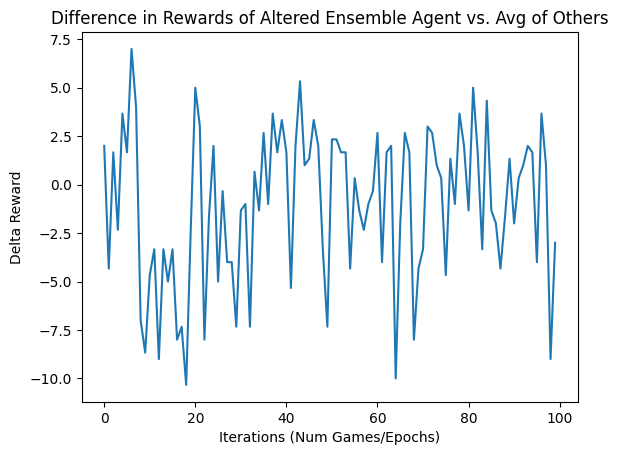 Difference in Rewards of Altered Ensemble Agent vs. Avg of Others
7.5
5.0
2.5
0.0
−2.5
−5.0
−7.5
−10.0
Delta Reward
0 20 40 60 80 100
Iterations (Num Games/Epochs)